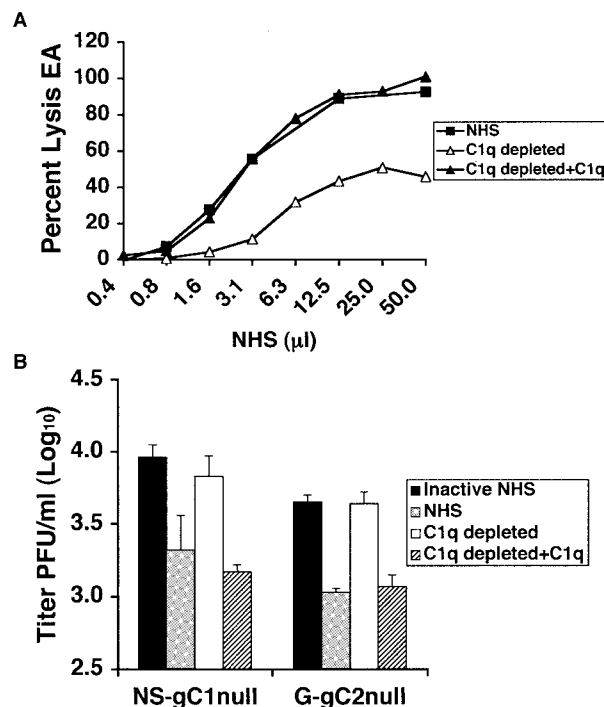 A
120
100
80
60
40
20
0
Percent Lysis EA
0.4 0.8 1.6 3.1 6.3 12.5 25.0 50.0
NHS (µl)
NHS
C1q depleted
C1q depleted+C1q
B
4.5
4.0
3.5
3.0
2.5
Titer PFU/ml (Log10)
NS-gC1null G-gC2null
Inactive NHS
NHS
C1q depleted
C1q depleted+C1q